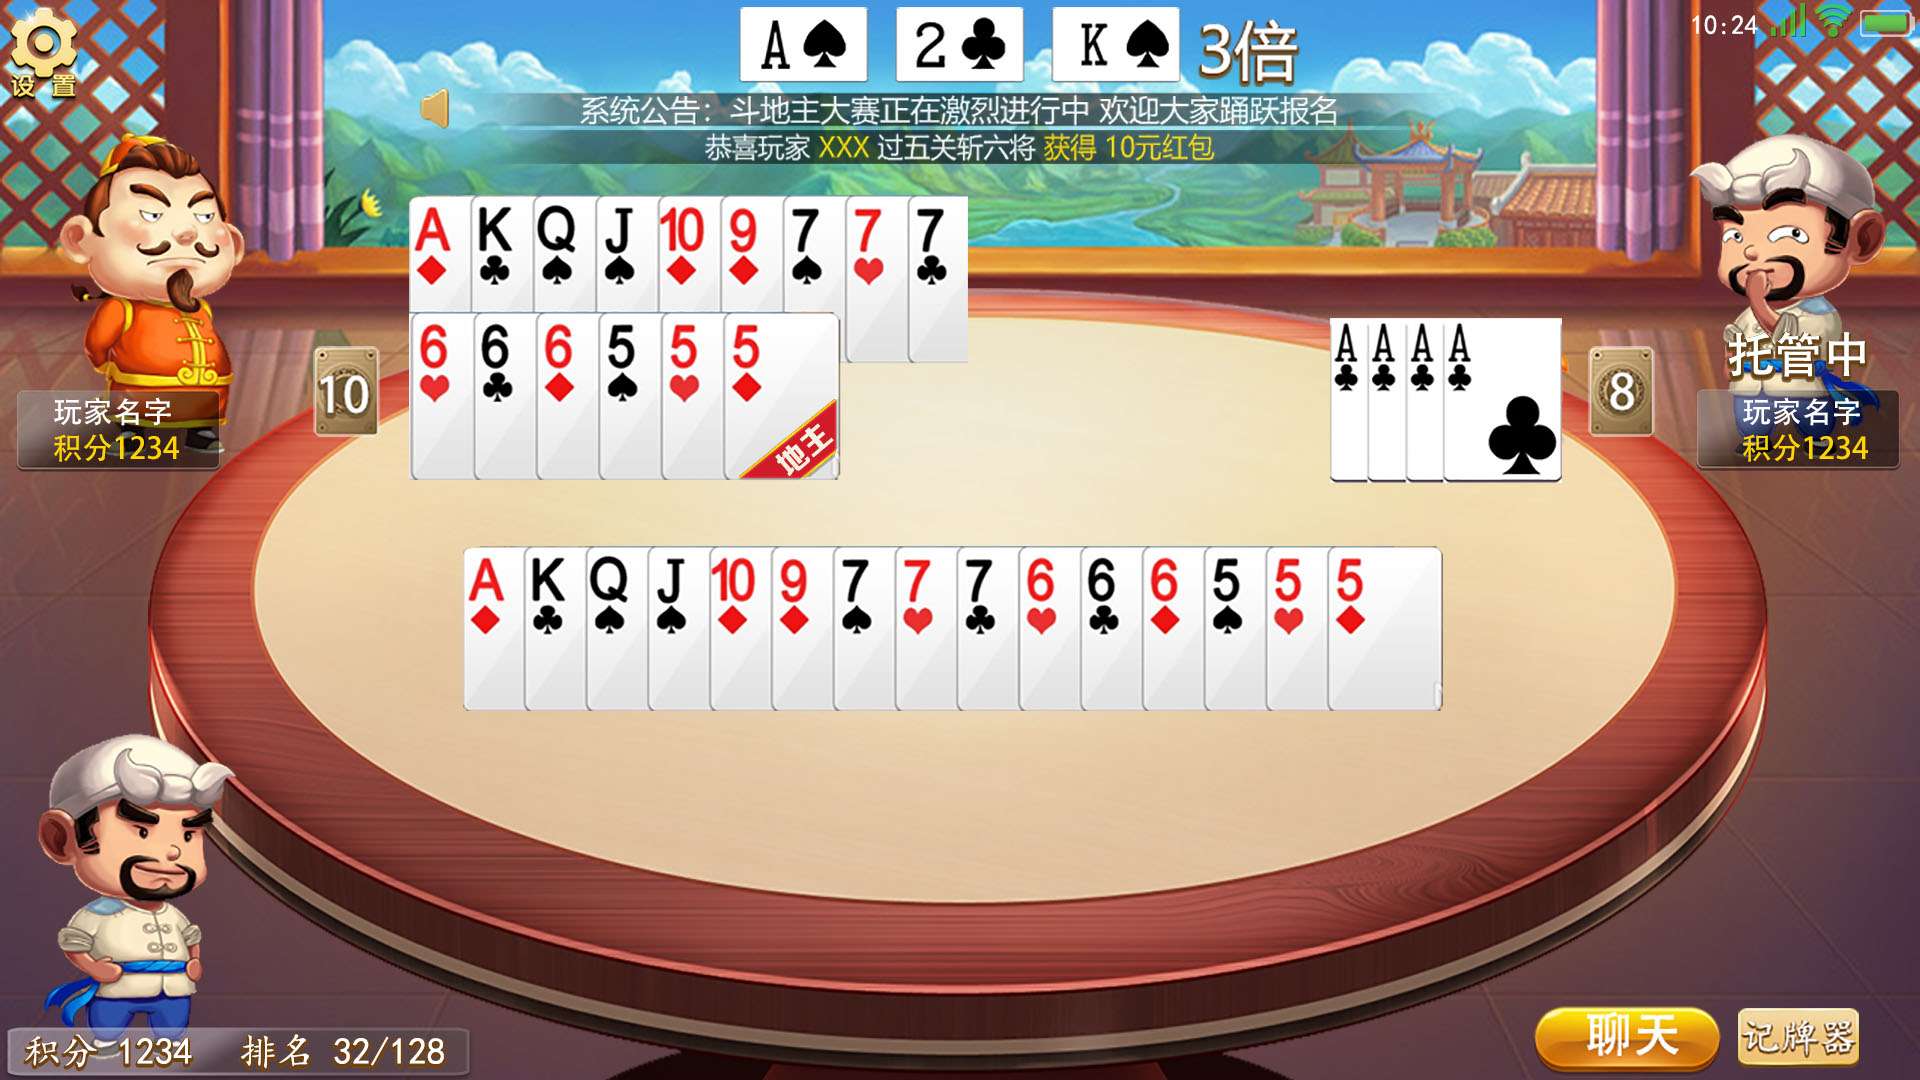 设置
A 2 K 3倍
10:24
系统公告：斗地主大赛正在激烈进行中 欢迎大家踊跃报名
恭喜玩家 XXX 过五关斩六将 获得 10元红包
A K Q J 10 9 7 7 7
6 6 6 5 5 5
地主
10
玩家名字
积分1234
A A A A
8
托管中
玩家名字
积分1234
A K Q J 10 9 7 7 7 6 6 6 5 5 5
积分 1234 排名 32/128
聊天
记牌器